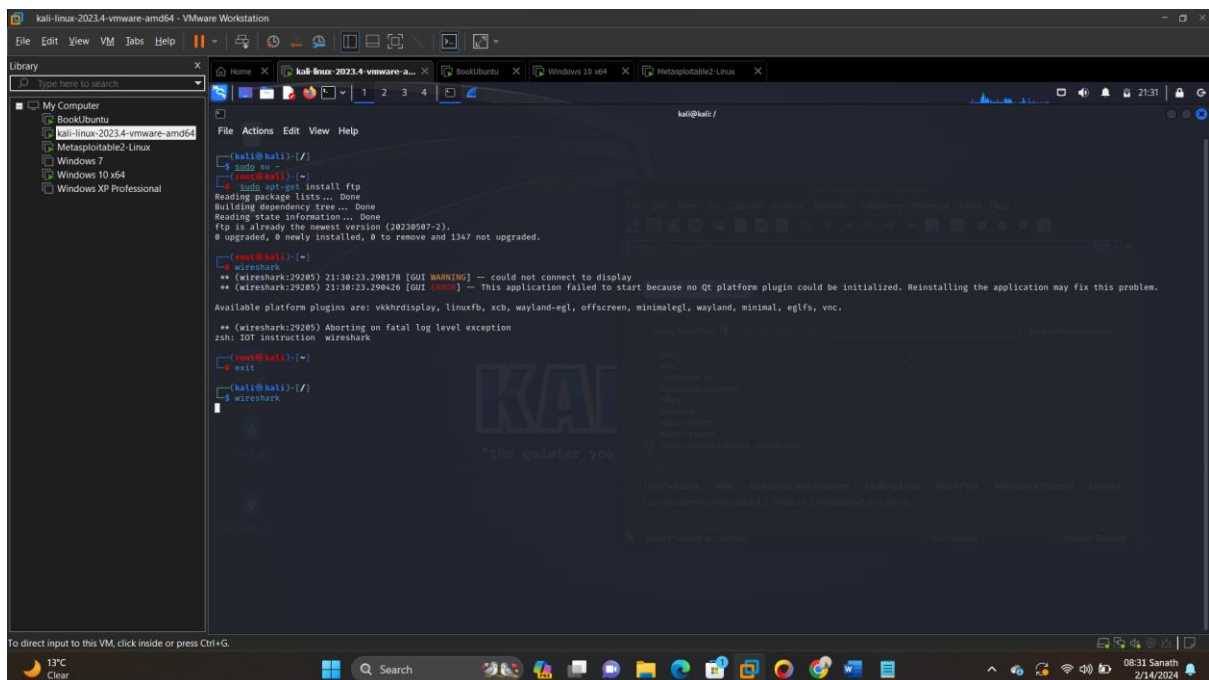 kali-linux-2023.4-vmware-amd64 - VMware Workstation
File Edit View VM Tabs Help
Library
Type here to search
My Computer
BookUbuntu
kali-linux-2023.4-vmware-amd64
Metasploitable2-Linux
Windows 7
Windows 10 x64
Windows XP Professional
Home kali-linux-2023.4-vmware-a... BookUbuntu Windows 10 x64 Metasploitable2-Linux
1 2 3 4 21:31
kali@kali: /
File Actions Edit View Help
(kali㉿kali)-[/]
$ sudo su -
(root㉿kali)-[~]
# sudo apt-get install ftp
Reading package lists... Done
Building dependency tree... Done
Reading state information... Done
ftp is already the newest version (20230507-2).
0 upgraded, 0 newly installed, 0 to remove and 1347 not upgraded.
(root㉿kali)-[~]
# wireshark
** (wireshark:29205) 21:30:23.290178 [GUI WARNING] -- could not connect to display
** (wireshark:29205) 21:30:23.290426 [GUI ERROR] -- This application failed to start because no Qt platform plugin could be initialized. Reinstalling the application may fix this problem.
Available platform plugins are: vkkhrdisplay, linuxfb, xcb, wayland-egl, offscreen, minimalegl, wayland, minimal, eglfs, vnc.
** (wireshark:29205) Aborting on fatal log level exception
zsh: IOT instruction  wireshark
(root㉿kali)-[~]
# exit
(kali㉿kali)-[/]
$ wireshark
KAL
"the quieter you
To direct input to this VM, click inside or press Ctrl+G.
13°C
Clear
Search
08:31 Sanath
2/14/2024